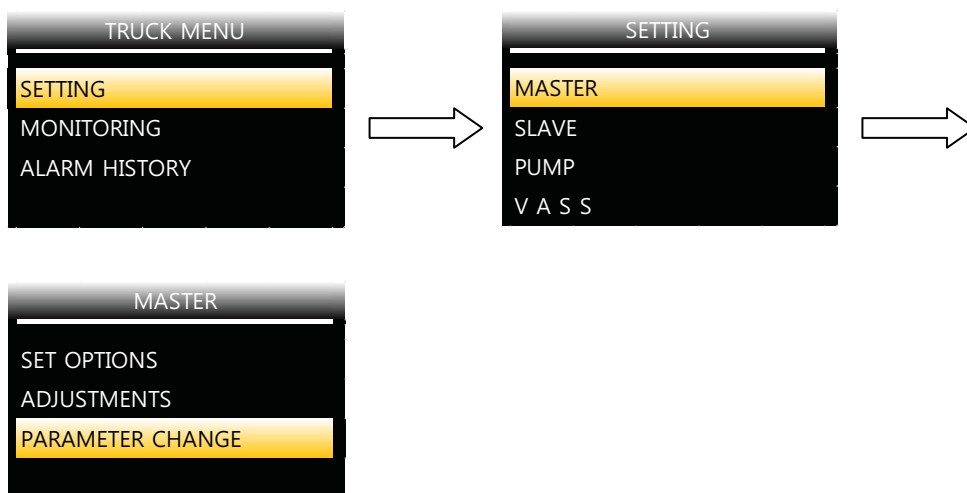 TRUCK MENU
SETTING
MONITORING
ALARM HISTORY
SETTING
MASTER
SLAVE
PUMP
V A S S
MASTER
SET OPTIONS
ADJUSTMENTS
PARAMETER CHANGE